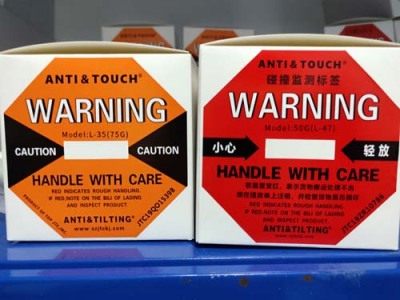 ANTI & TOUCH®
WARNING
Model:L-35(75G)
CAUTION CAUTION
HANDLE WITH CARE
RED INDICATES ROUGH HANDLING.
IF RED,NOTE ON THE BILL OF LADING
AND INSPECT PRODUCT.
ANTI&TILTING®
ANTI & TOUCH®
碰撞监测标签
WARNING
Model:50G(L-47)
小心 轻放
HANDLE WITH CARE
RED INDICATES ROUGH HANDLING.
IF RED,NOTE ON THE BILL OF LADING
AND INSPECT PRODUCT.
ANTI&TILTING®